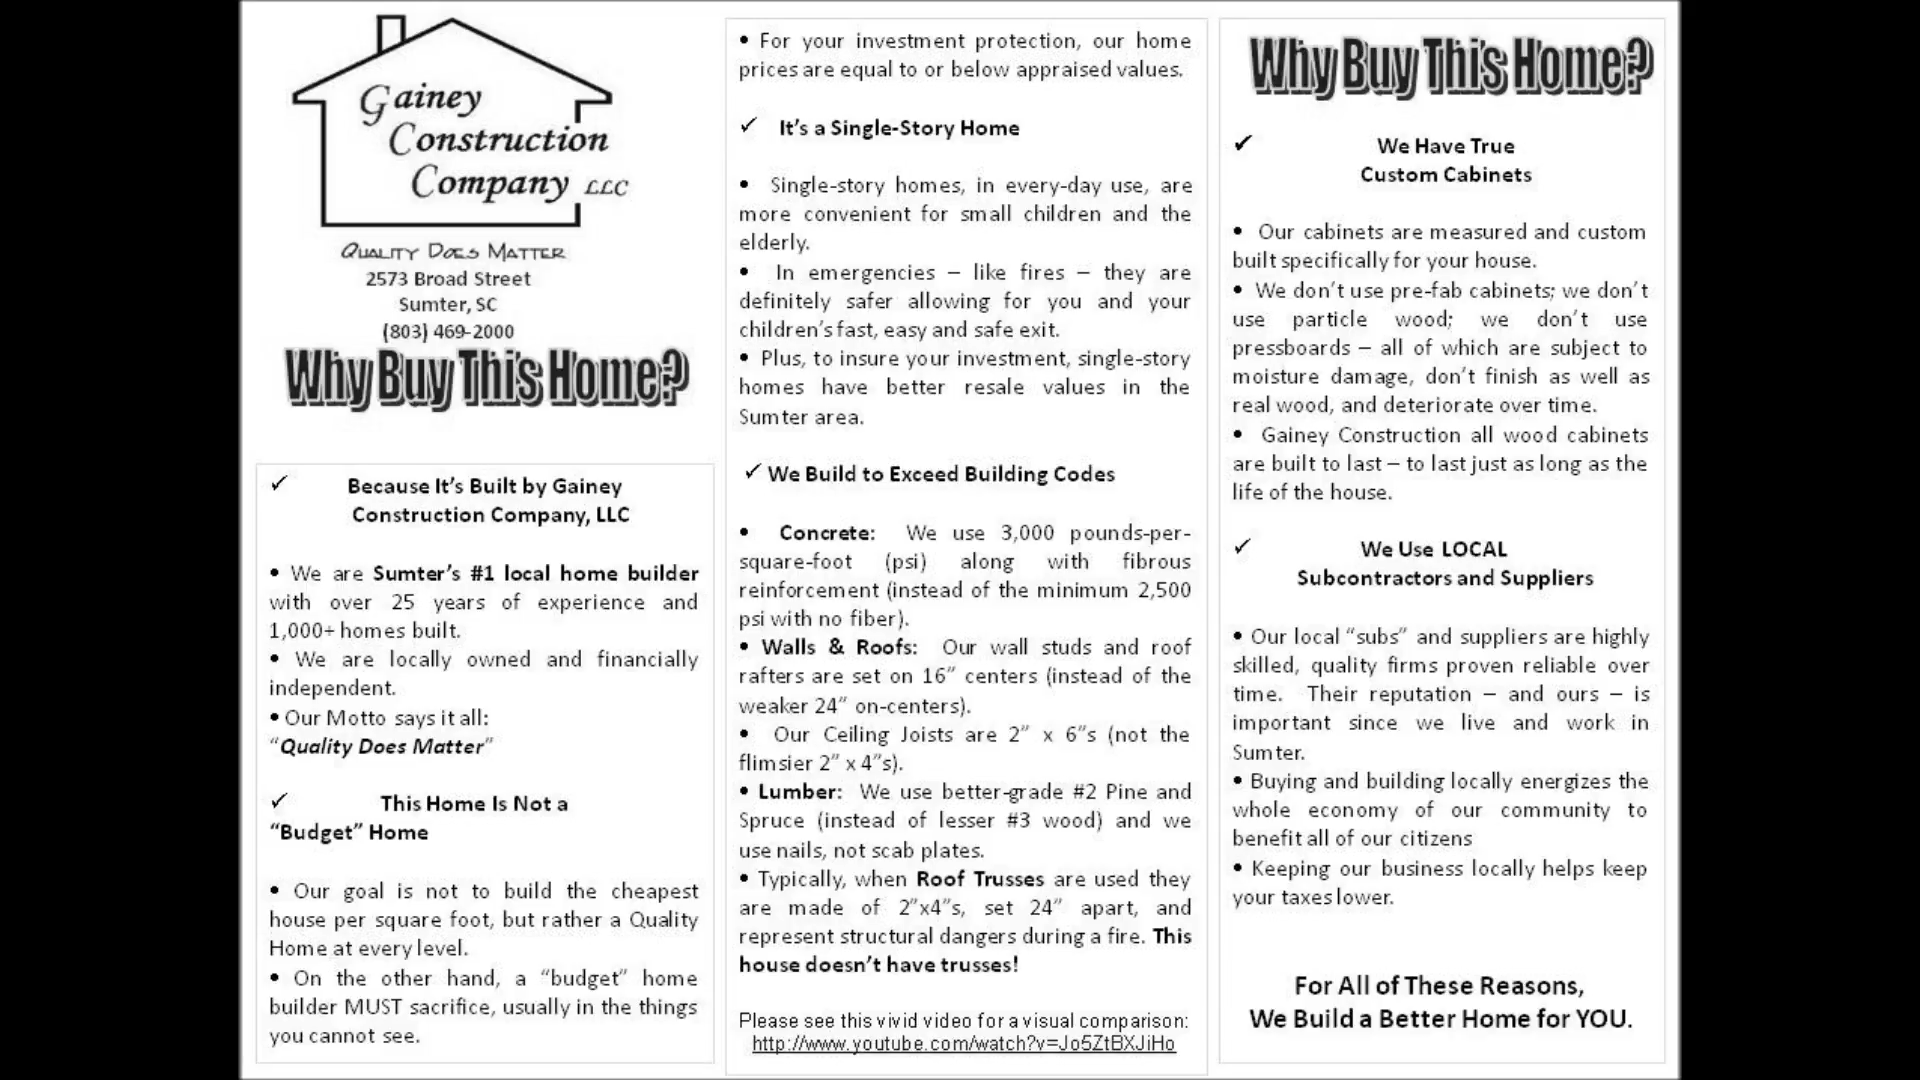 Gainey
Construction
Company LLC
QUALITY DOES MATTER
2573 Broad Street
Sumter, SC
(803) 469-2000
Why Buy This Home?
✓ Because It’s Built by Gainey
Construction Company, LLC
• We are Sumter’s #1 local home builder
with over 25 years of experience and
1,000+ homes built.
• We are locally owned and financially
independent.
• Our Motto says it all:
“Quality Does Matter”
✓ This Home Is Not a
“Budget” Home
• Our goal is not to build the cheapest
house per square foot, but rather a Quality
Home at every level.
• On the other hand, a “budget” home
builder MUST sacrifice, usually in the things
you cannot see.
• For your investment protection, our home
prices are equal to or below appraised values.
✓ It’s a Single-Story Home
• Single-story homes, in every-day use, are
more convenient for small children and the
elderly.
• In emergencies – like fires – they are
definitely safer allowing for you and your
children’s fast, easy and safe exit.
• Plus, to insure your investment, single-story
homes have better resale values in the
Sumter area.
✓ We Build to Exceed Building Codes
• Concrete: We use 3,000 pounds-per-
square-foot (psi) along with fibrous
reinforcement (instead of the minimum 2,500
psi with no fiber).
• Walls & Roofs: Our wall studs and roof
rafters are set on 16” centers (instead of the
weaker 24” on-centers).
• Our Ceiling Joists are 2” x 6”s (not the
flimsier 2” x 4”s).
• Lumber: We use better-grade #2 Pine and
Spruce (instead of lesser #3 wood) and we
use nails, not scab plates.
• Typically, when Roof Trusses are used they
are made of 2”x4”s, set 24” apart, and
represent structural dangers during a fire. This
house doesn’t have trusses!
Please see this vivid video for a visual comparison:
http://www.youtube.com/watch?v=Jo5ZtBXJiHo
Why Buy This Home?
✓ We Have True
Custom Cabinets
• Our cabinets are measured and custom
built specifically for your house.
• We don’t use pre-fab cabinets; we don’t
use particle wood; we don’t use
pressboards – all of which are subject to
moisture damage, don’t finish as well as
real wood, and deteriorate over time.
• Gainey Construction all wood cabinets
are built to last – to last just as long as the
life of the house.
✓ We Use LOCAL
Subcontractors and Suppliers
• Our local “subs” and suppliers are highly
skilled, quality firms proven reliable over
time. Their reputation – and ours – is
important since we live and work in
Sumter.
• Buying and building locally energizes the
whole economy of our community to
benefit all of our citizens
• Keeping our business locally helps keep
your taxes lower.
For All of These Reasons,
We Build a Better Home for YOU.